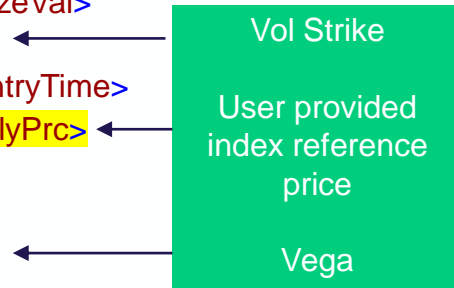 zeVal>
Vol Strike
ntryTime>
User provided
lyPrc>
index reference
price
Vega